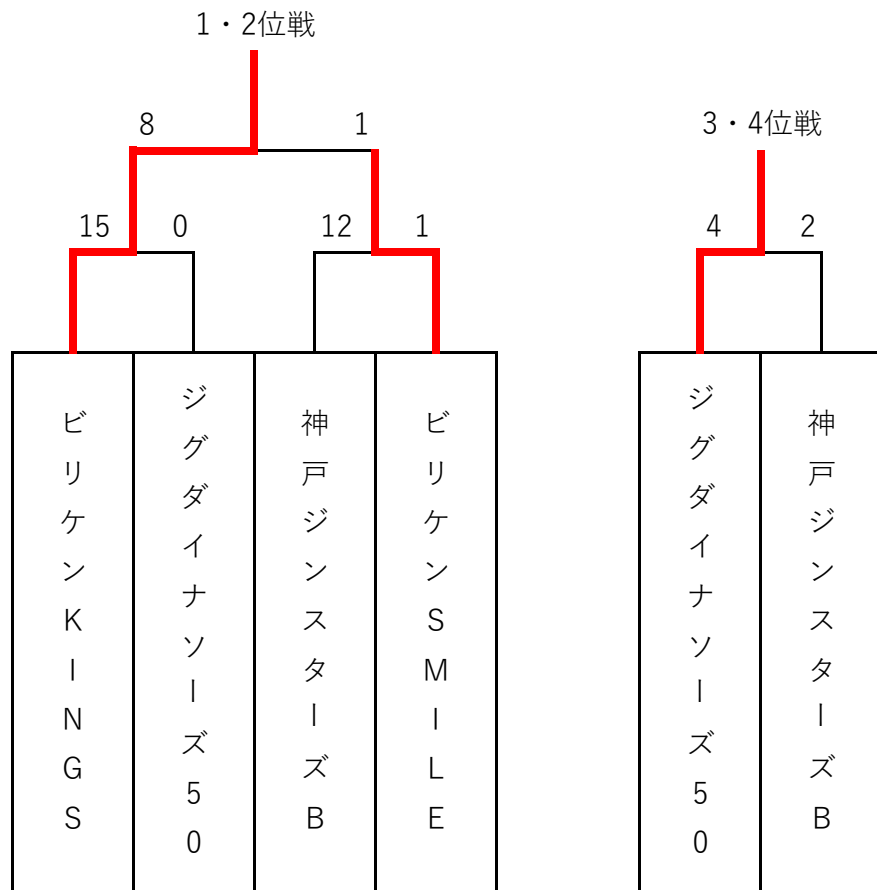 1・2位戦
8
1
3・4位戦
15
0
12
1
4
2
ビリケンKINGS
ジグダイナソーズ50
神戸ジンスターズB
ビリケンSMILE
ジグダイナソーズ50
神戸ジンスターズB